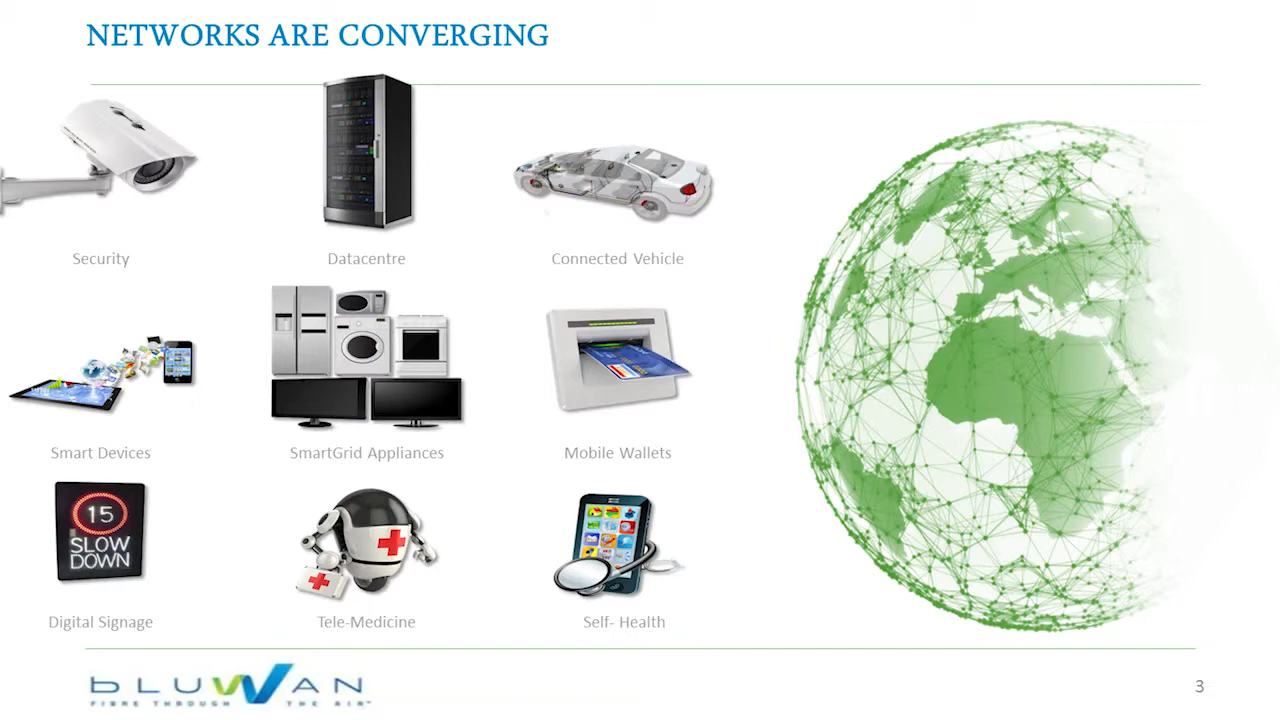 NETWORKS ARE CONVERGING
Security
Datacentre
Connected Vehicle
Smart Devices
SmartGrid Appliances
Mobile Wallets
15
SLOW
DOWN
Digital Signage
Tele-Medicine
Self- Health
bLUWAN
FIBRE THROUGH THE AIR
3